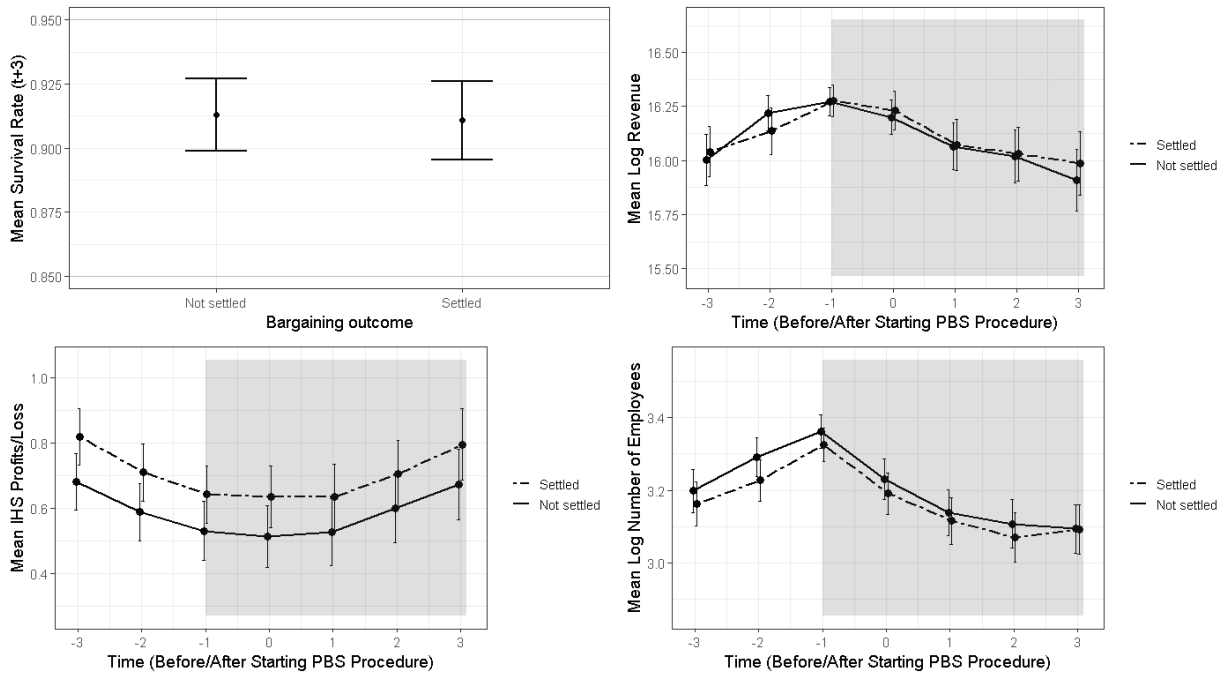 Mean Survival Rate (t+3)
0.950
0.925
0.900
0.875
0.850
Not settled
Settled
Bargaining outcome
Mean Log Revenue
16.50
16.25
16.00
15.75
15.50
-3 -2 -1 0 1 2 3
Time (Before/After Starting PBS Procedure)
Settled
Not settled
Mean IHS Profits/Loss
1.0
0.8
0.6
0.4
-3 -2 -1 0 1 2 3
Time (Before/After Starting PBS Procedure)
Settled
Not settled
Mean Log Number of Employees
3.4
3.2
3.0
-3 -2 -1 0 1 2 3
Time (Before/After Starting PBS Procedure)
Settled
Not settled